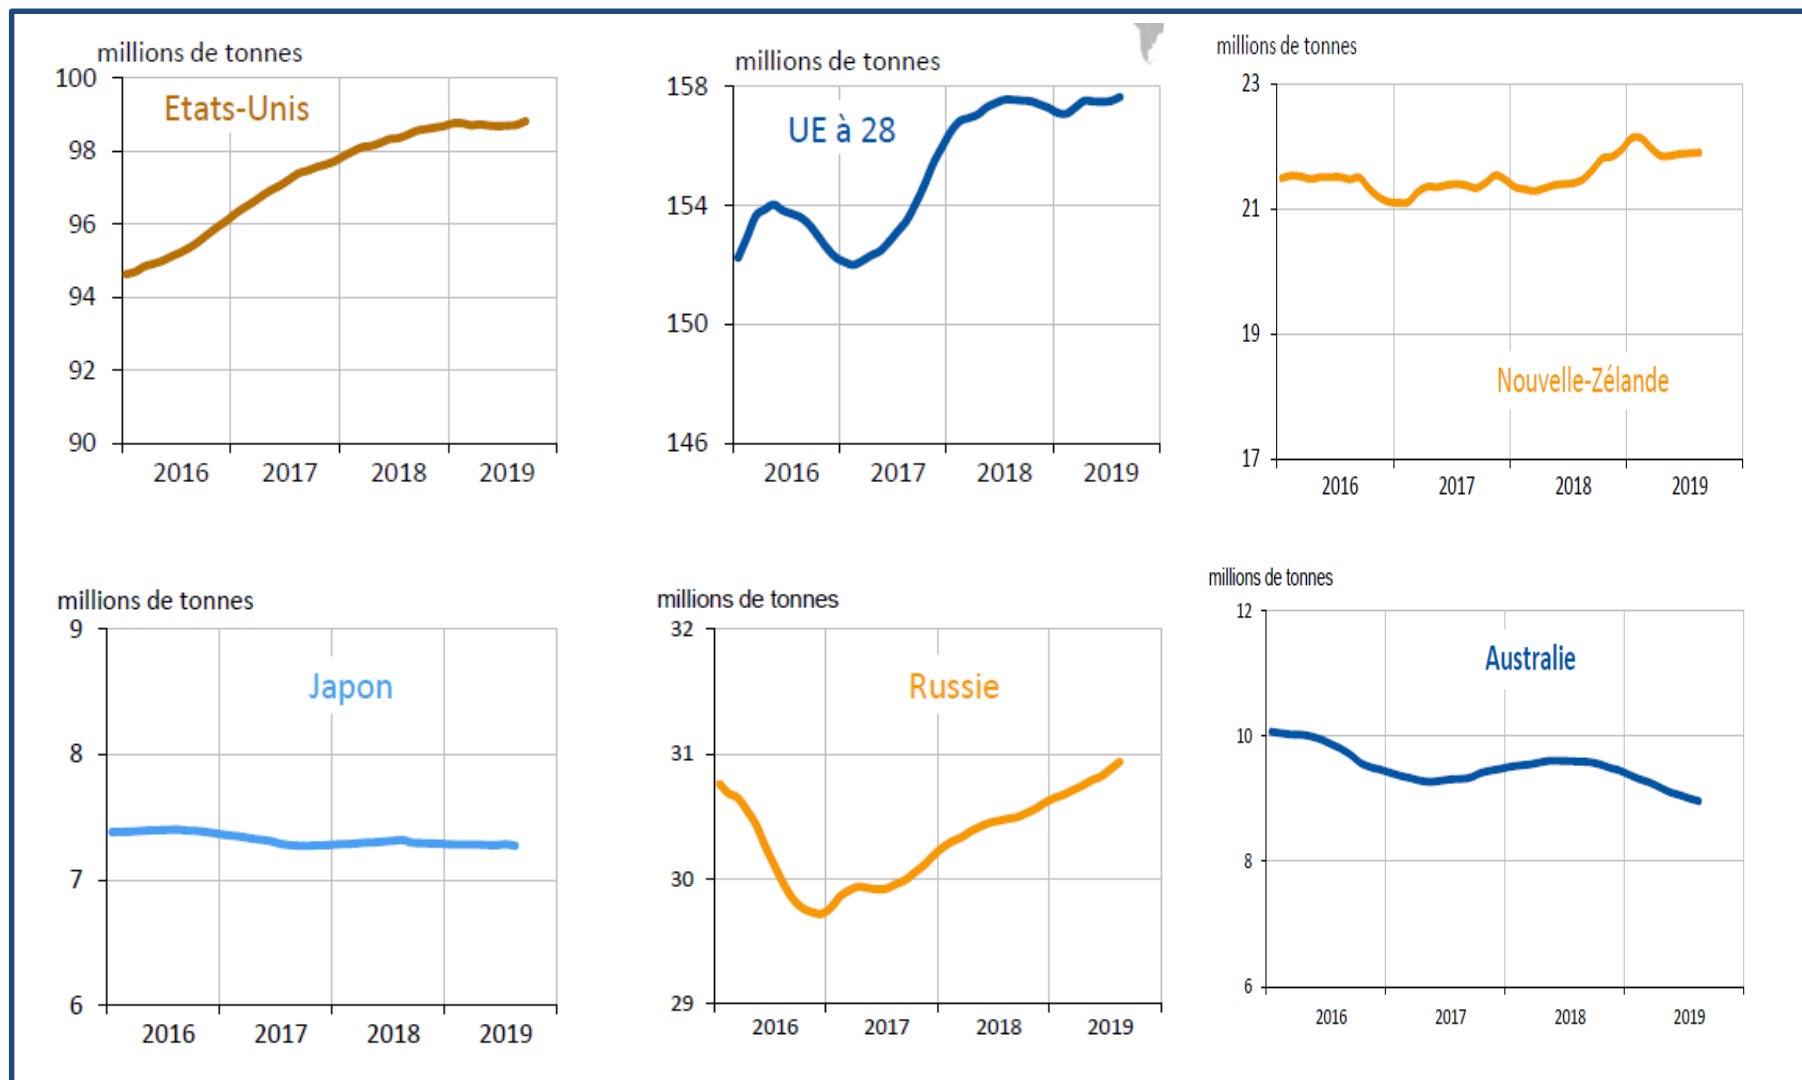 millions de tonnes
100
98
96
94
92
90
Etats-Unis
2016 2017 2018 2019
millions de tonnes
158
154
150
146
UE à 28
2016 2017 2018 2019
millions de tonnes
23
21
19
17
Nouvelle-Zélande
2016 2017 2018 2019
millions de tonnes
9
8
7
6
Japon
2016 2017 2018 2019
millions de tonnes
32
31
30
29
Russie
2016 2017 2018 2019
millions de tonnes
12
10
8
6
Australie
2016 2017 2018 2019